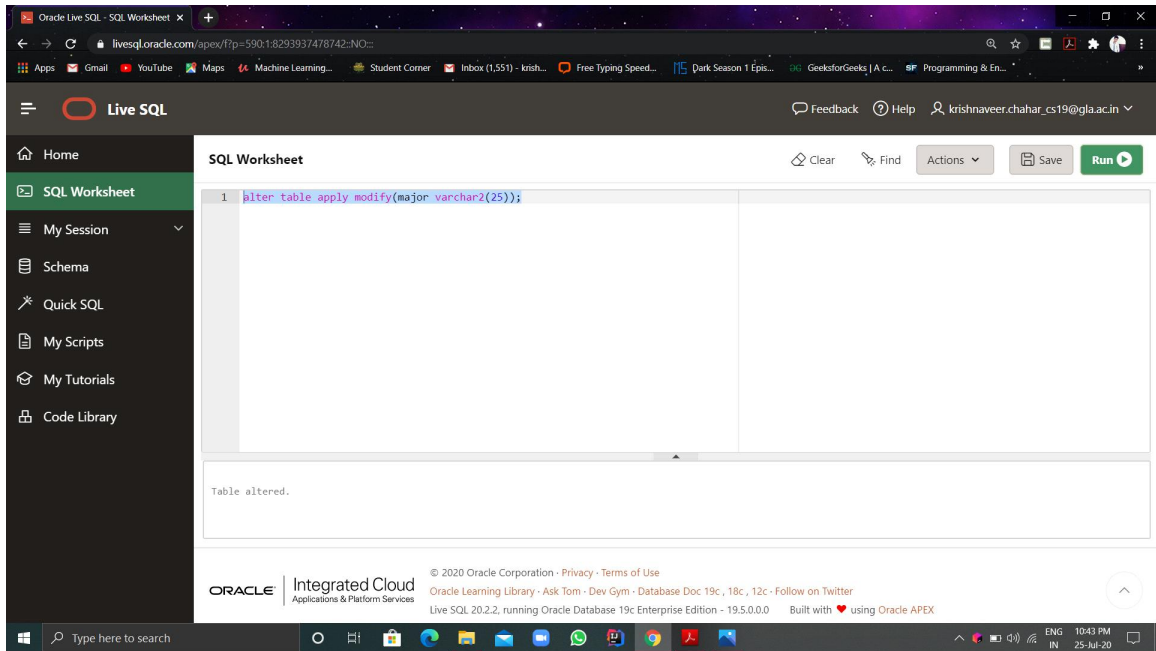 Oracle Live SQL - SQL Worksheet
livesql.oracle.com/apex/f?p=590:1:8293937478742::NO:::
Apps Gmail YouTube Maps Machine Learning... Student Corner Inbox (1,551) - krish... Free Typing Speed... Dark Season 1 Epis... GeeksforGeeks | A c... SF Programming & En... »
Live SQL Feedback Help krishnaveer.chahar_cs19@gla.ac.in
Home
SQL Worksheet
My Session
Schema
Quick SQL
My Scripts
My Tutorials
Code Library
SQL Worksheet Clear Find Actions Save Run
1 alter table apply modify(major varchar2(25));
Table altered.
ORACLE Integrated Cloud
Applications & Platform Services
© 2020 Oracle Corporation · Privacy · Terms of Use
Oracle Learning Library · Ask Tom · Dev Gym · Database Doc 19c , 18c , 12c · Follow on Twitter
Live SQL 20.2.2, running Oracle Database 19c Enterprise Edition - 19.5.0.0.0 Built with ❤ using Oracle APEX
Type here to search
ENG 10:43 PM
IN 25-Jul-20